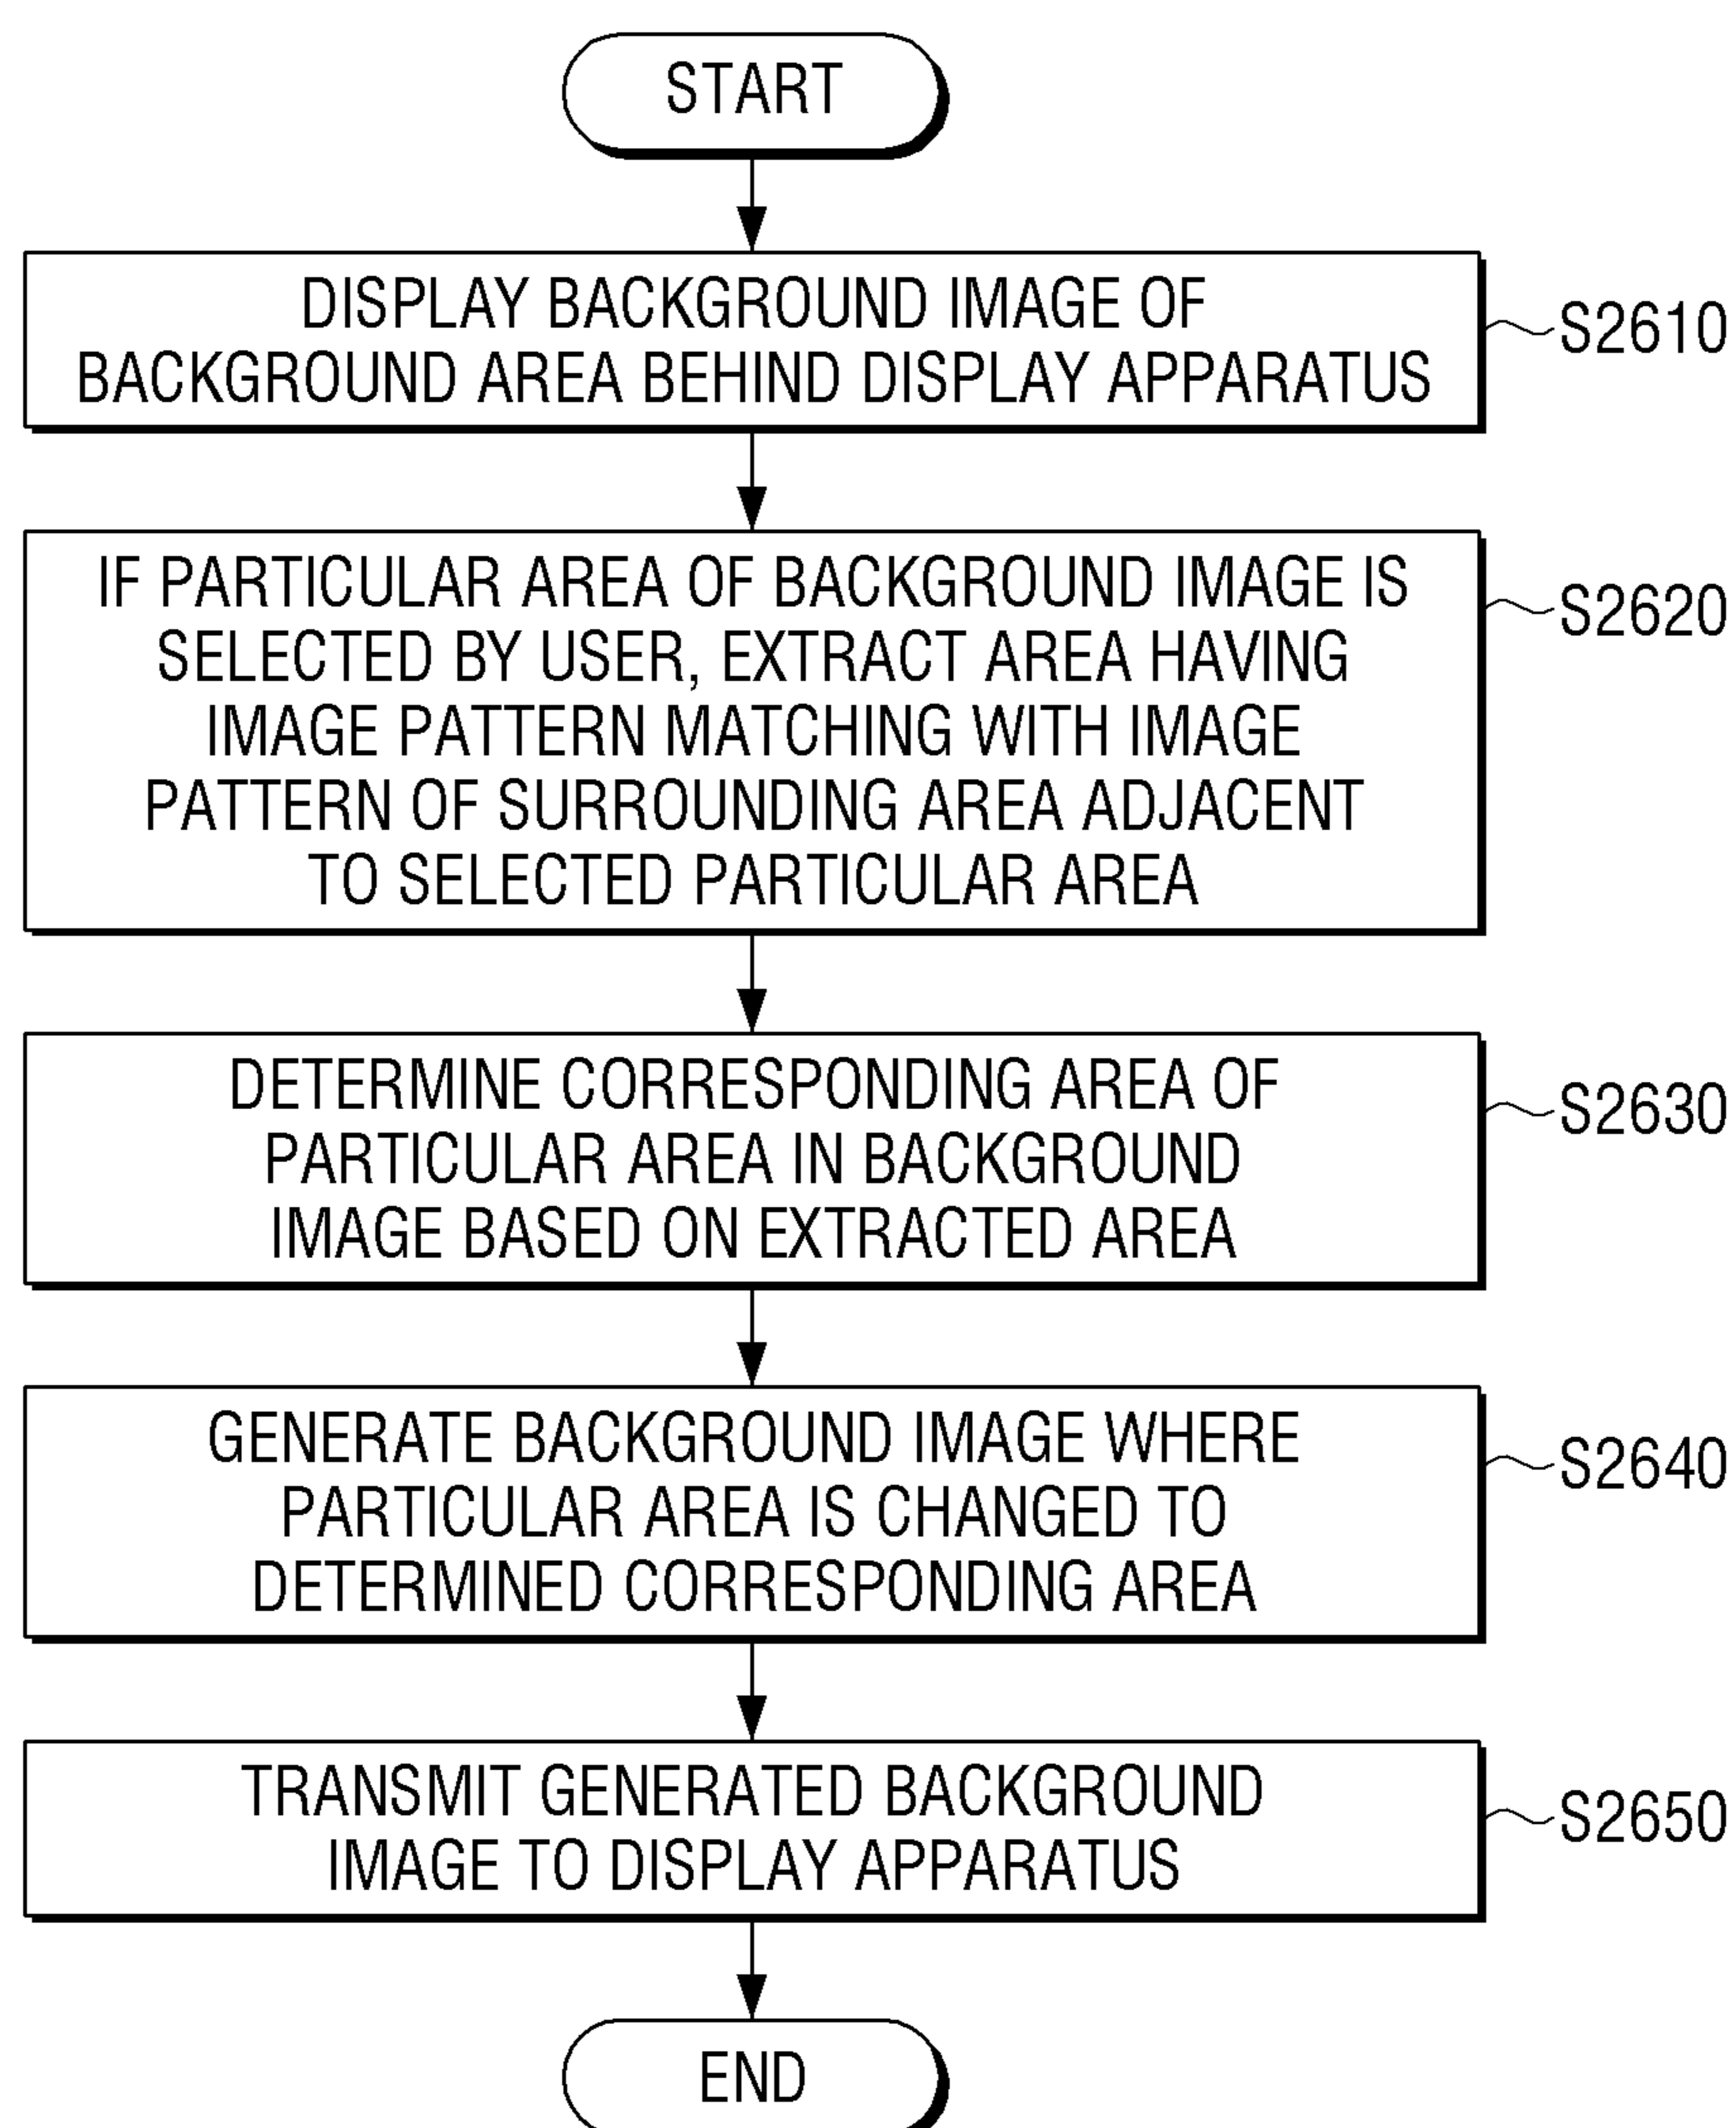 START
DISPLAY BACKGROUND IMAGE OF
BACKGROUND AREA BEHIND DISPLAY APPARATUS
S2610
IF PARTICULAR AREA OF BACKGROUND IMAGE IS
SELECTED BY USER, EXTRACT AREA HAVING
IMAGE PATTERN MATCHING WITH IMAGE
PATTERN OF SURROUNDING AREA ADJACENT
TO SELECTED PARTICULAR AREA
S2620
DETERMINE CORRESPONDING AREA OF
PARTICULAR AREA IN BACKGROUND
IMAGE BASED ON EXTRACTED AREA
S2630
GENERATE BACKGROUND IMAGE WHERE
PARTICULAR AREA IS CHANGED TO
DETERMINED CORRESPONDING AREA
S2640
TRANSMIT GENERATED BACKGROUND
IMAGE TO DISPLAY APPARATUS
S2650
END